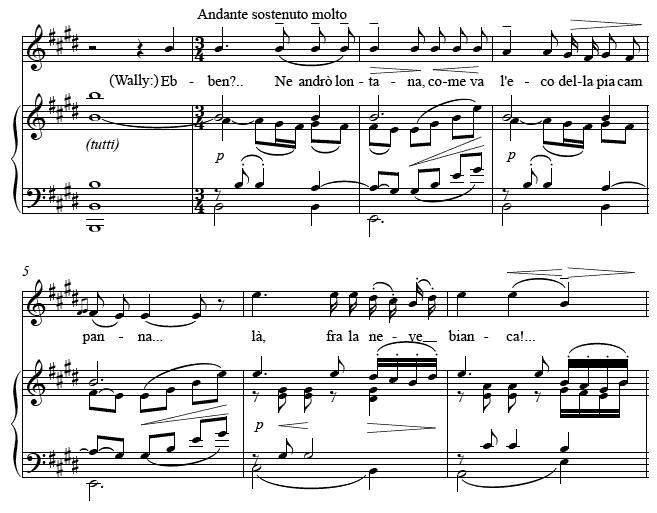 Andante sostenuto molto
(Wally:) Eb - ben?.. Ne andrò lon - ta - na, co-me va l'e - co del-la pia cam
(tutti)
p p
5
pan - na... là, fra la ne - ve bian - ca!...
p